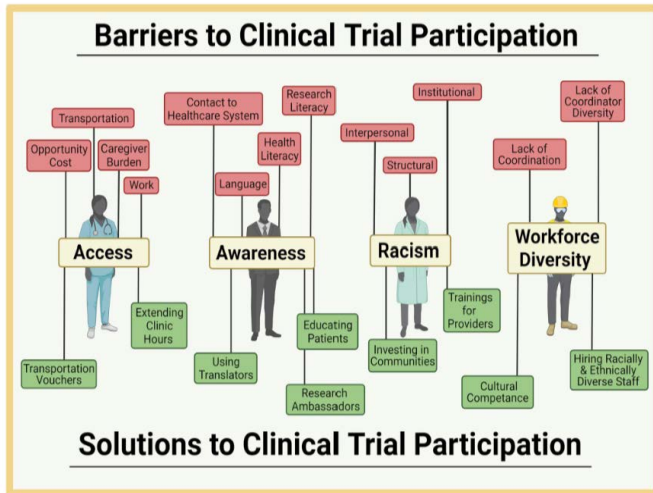 Barriers to Clinical Trial Participation
Transportation
Opportunity
Cost
Caregiver
Burden
Work
Access
Extending
Clinic
Hours
Transportation
Vouchers
Contact to
Healthcare System
Research
Literacy
Health
Literacy
Language
Awareness
Educating
Patients
Using
Translators
Research
Ambassadors
Institutional
Interpersonal
Structural
Racism
Trainings
for
Providers
Investing in
Communities
Lack of
Coordinator
Diversity
Lack of
Coordination
Workforce
Diversity
Hiring Racially
& Ethnically
Diverse Staff
Cultural
Competance
Solutions to Clinical Trial Participation